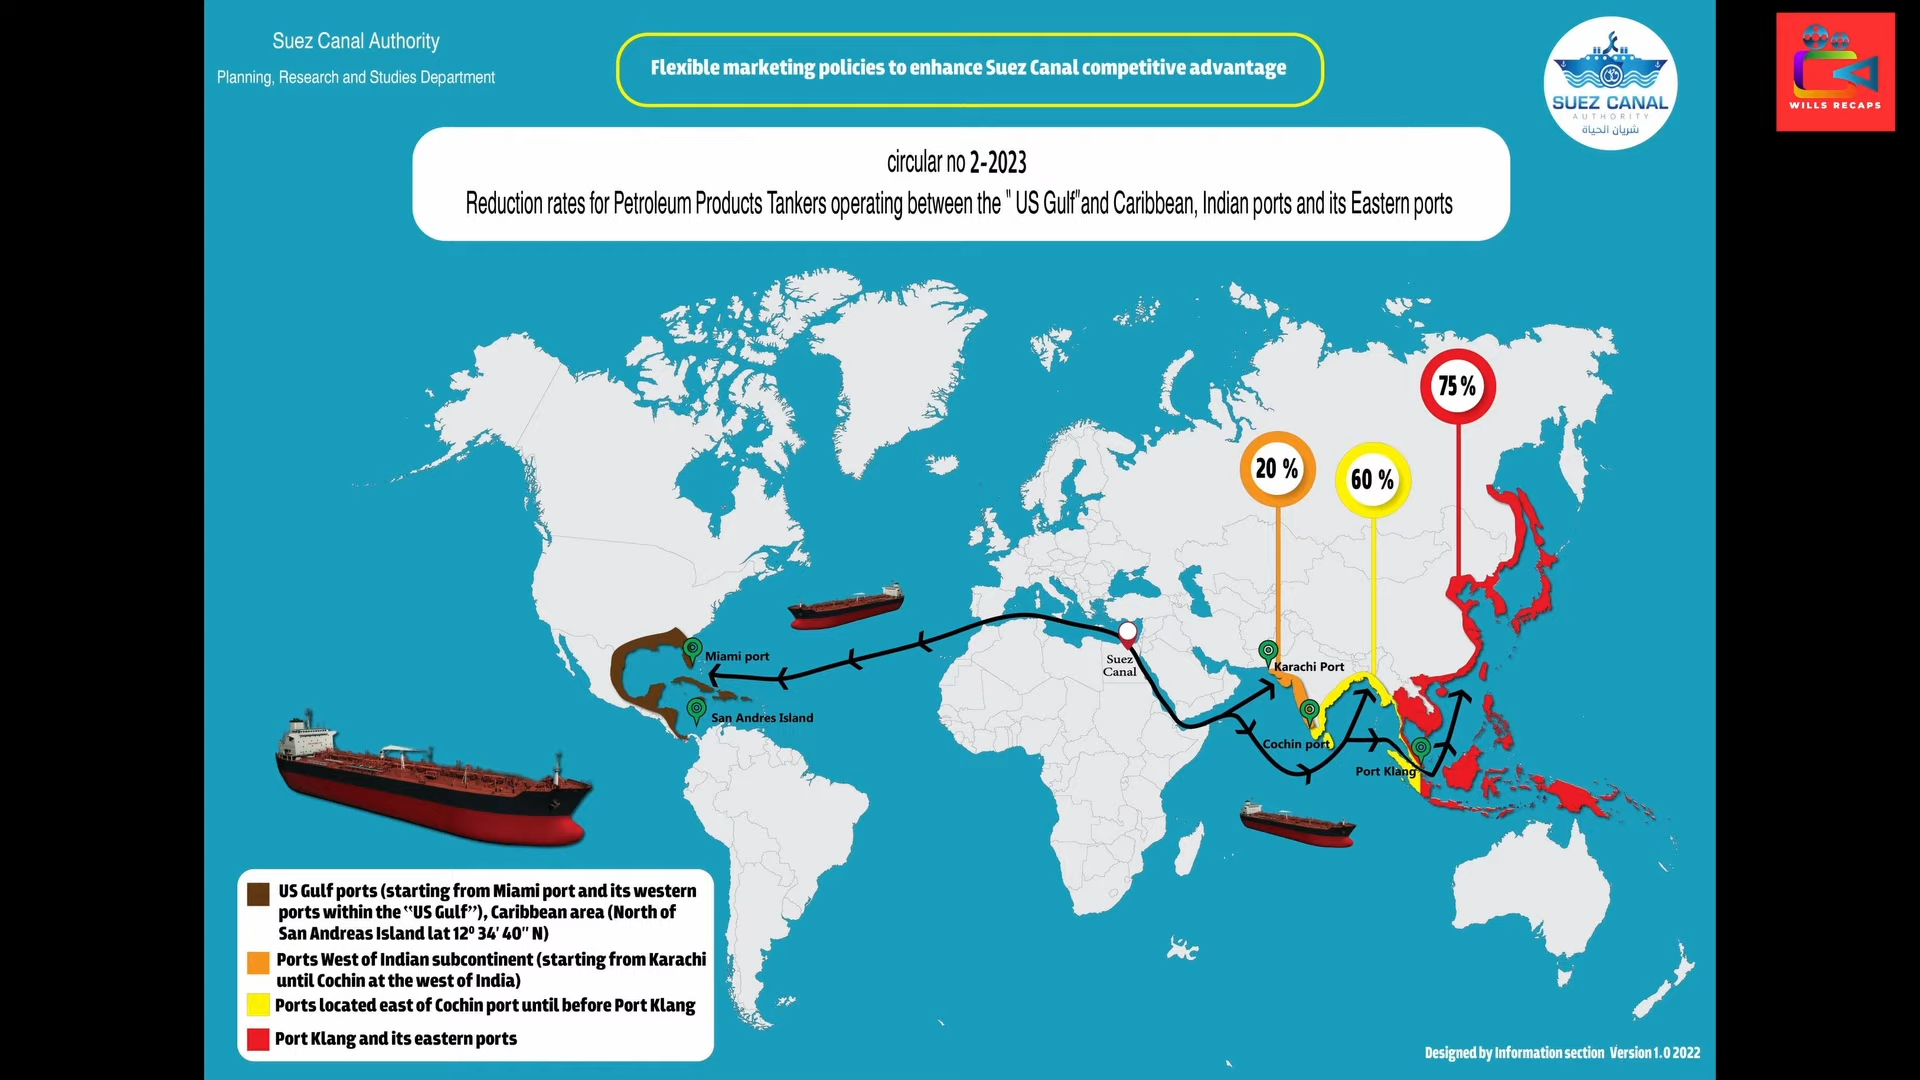 Suez Canal Authority
Planning, Research and Studies Department
Flexible marketing policies to enhance Suez Canal competitive advantage
SUEZ CANAL
AUTHORITY
شريان الحياة
WILLS RECAPS
circular no 2-2023
Reduction rates for Petroleum Products Tankers operating between the " US Gulf"and Caribbean, Indian ports and its Eastern ports
75 %
20 %
60 %
Miami port
Suez
Canal
Karachi Port
San Andres Island
Cochin port
Port Klang
US Gulf ports (starting from Miami port and its western
ports within the “US Gulf”), Caribbean area (North of
San Andreas Island lat 12⁰ 34' 40" N)
Ports West of Indian subcontinent (starting from Karachi
until Cochin at the west of India)
Ports located east of Cochin port until before Port Klang
Port Klang and its eastern ports
Designed by Information section Version 1.0 2022